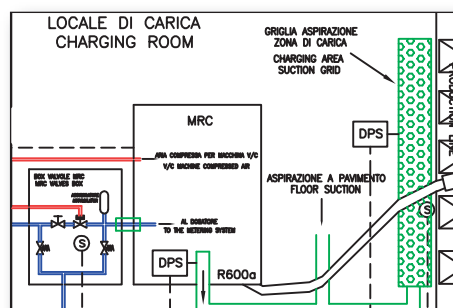 LOCALE DI CARICA
CHARGING ROOM
GRIGLIA ASPIRAZIONE
ZONA DI CARICA
CHARGING AREA
SUCTION GRID
MRC
DPS
ARIA COMPRESSA PER MACCHINA V/C
V/C MACHINE COMPRESSED AIR
BOX VALVOLE MRC
MRC VALVES BOX
ASPIRAZIONE A PAVIMENTO
FLOOR SUCTION
AL DOSATORE
TO THE METERING SYSTEM
S
S
DPS
R600a